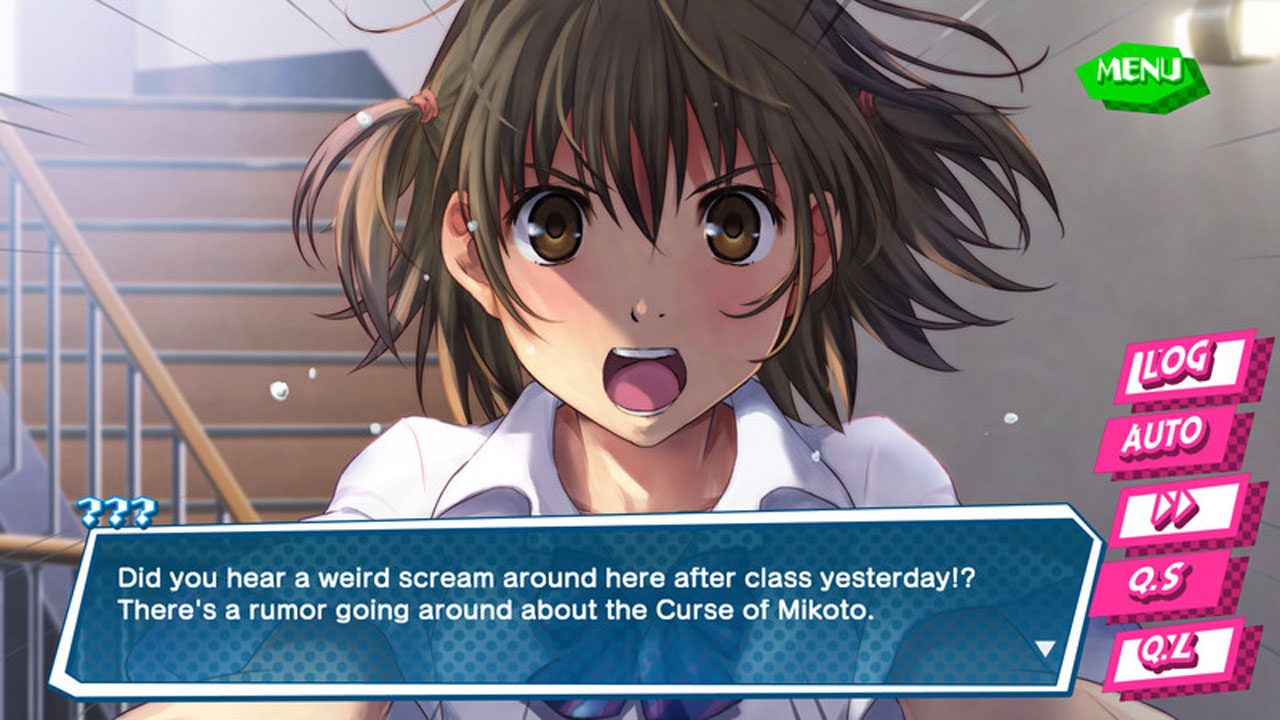 MENU
LOG
AUTO
Q.S
Q.L
???
Did you hear a weird scream around here after class yesterday!?
There's a rumor going around about the Curse of Mikoto.